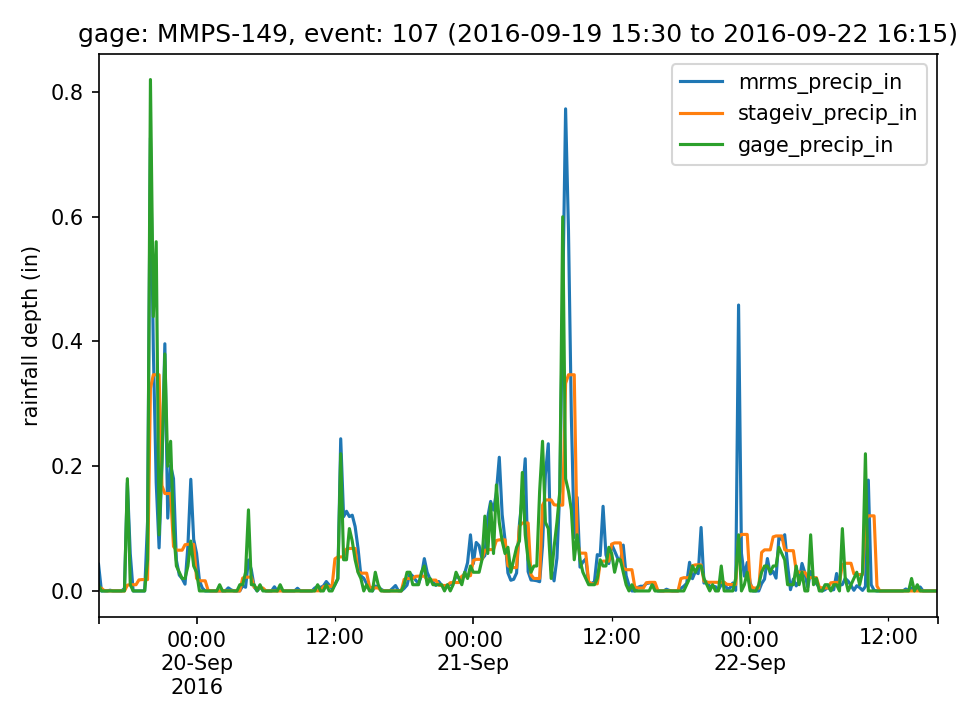 gage: MMPS-149, event: 107 (2016-09-19 15:30 to 2016-09-22 16:15)
mrms_precip_in
stageiv_precip_in
gage_precip_in
rainfall depth (in)
0.8
0.6
0.4
0.2
0.0
00:00 12:00 00:00 12:00 00:00 12:00
20-Sep 21-Sep 22-Sep
2016